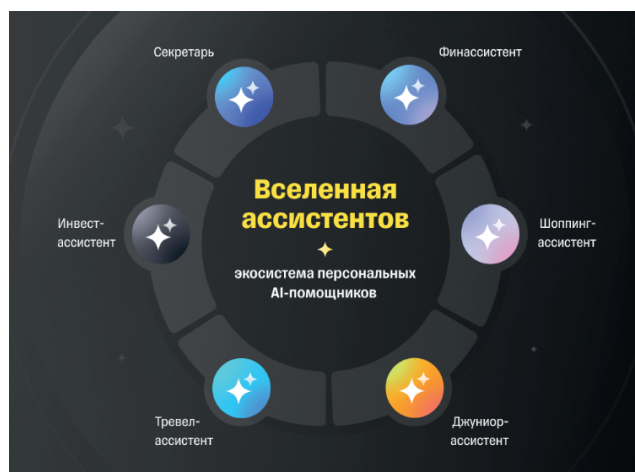 Секретарь
Финассистент
Вселенная
ассистентов
экосистема персональных
AI-помощников
Инвест-
ассистент
Шоппинг-
ассистент
Тревел-
ассистент
Джуниор-
ассистент